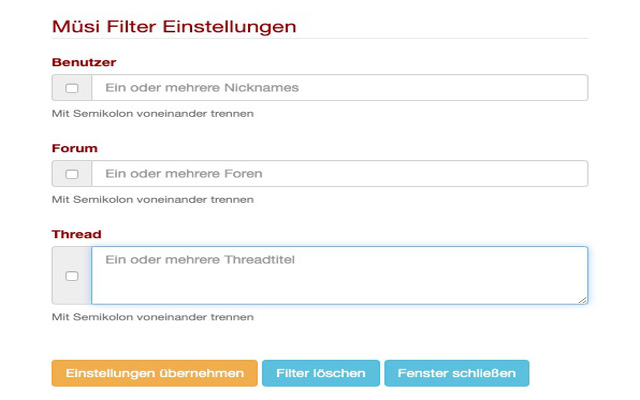 Müsi Filter Einstellungen
Benutzer
Ein oder mehrere Nicknames
Mit Semikolon voneinander trennen
Forum
Ein oder mehrere Foren
Mit Semikolon voneinander trennen
Thread
Ein oder mehrere Threadtitel
Mit Semikolon voneinander trennen
Einstellungen übernehmen Filter löschen Fenster schließen